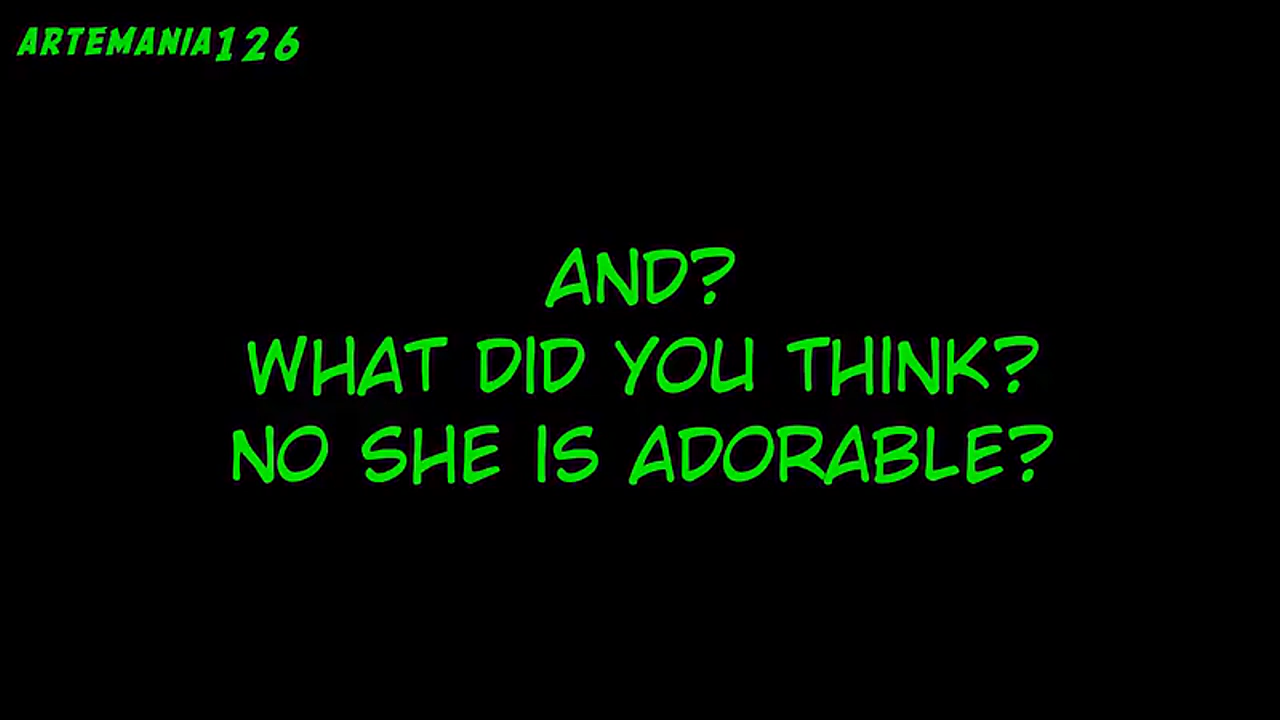 ARTEMANIA126
AND?
WHAT DID YOU THINK?
NO SHE IS ADORABLE?